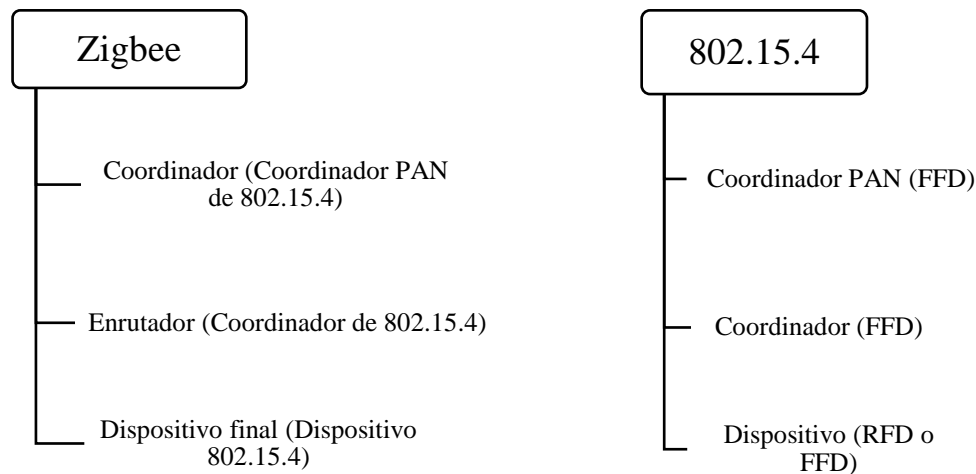 Zigbee
Coordinador (Coordinador PAN
de 802.15.4)
Enrutador (Coordinador de 802.15.4)
Dispositivo final (Dispositivo
802.15.4)
802.15.4
Coordinador PAN (FFD)
Coordinador (FFD)
Dispositivo (RFD o
FFD)